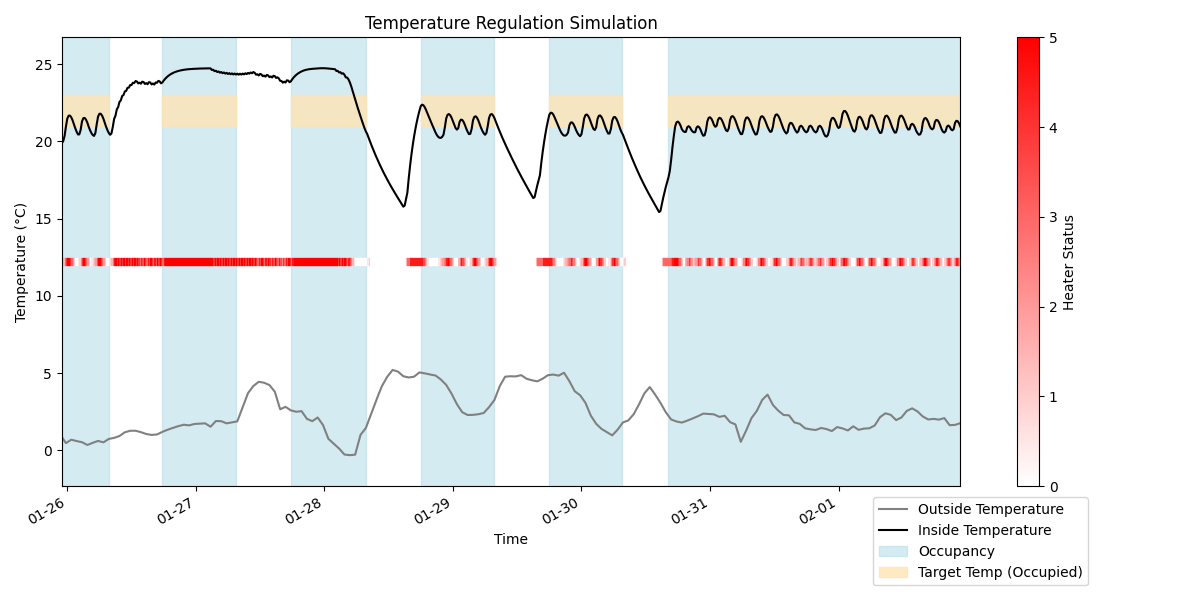 Temperature Regulation Simulation
Temperature (°C)
25
20
15
10
5
0
01-26
01-27
01-28
01-29
01-30
01-31
02-01
Time
5
4
3
2
1
0
Heater Status
Outside Temperature
Inside Temperature
Occupancy
Target Temp (Occupied)